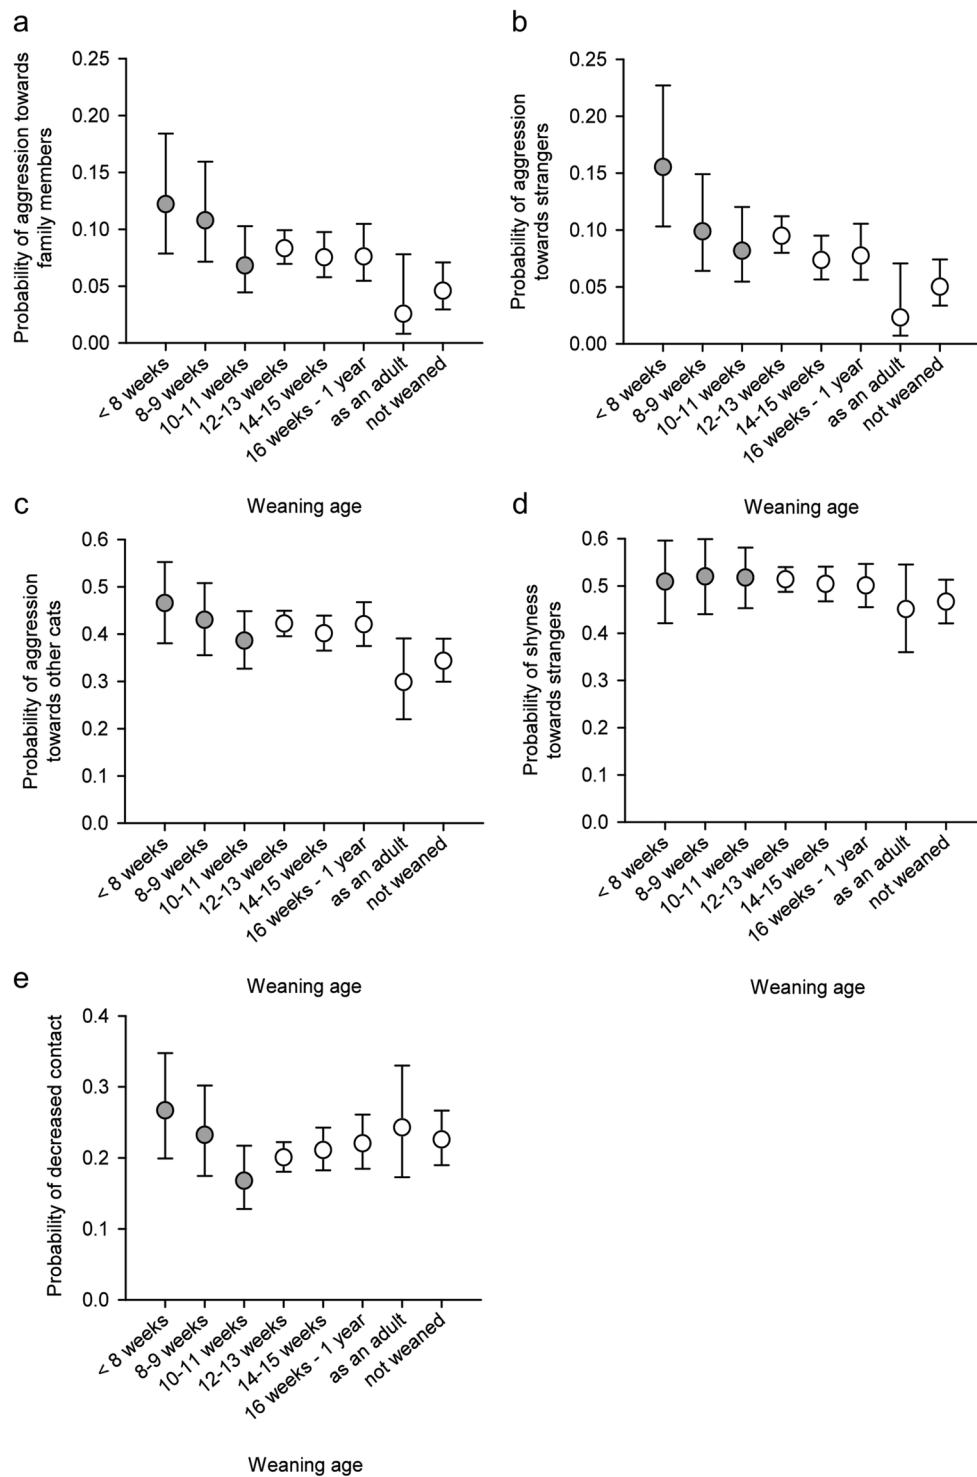 a
Probability of aggression towards
family members
0.25
0.20
0.15
0.10
0.05
0.00
< 8 weeks
8-9 weeks
10-11 weeks
12-13 weeks
14-15 weeks
16 weeks - 1 year
as an adult
not weaned
Weaning age
b
Probability of aggression
towards strangers
0.25
0.20
0.15
0.10
0.05
0.00
< 8 weeks
8-9 weeks
10-11 weeks
12-13 weeks
14-15 weeks
16 weeks - 1 year
as an adult
not weaned
Weaning age
c
Probability of aggression
towards other cats
0.6
0.5
0.4
0.3
0.2
0.1
0.0
< 8 weeks
8-9 weeks
10-11 weeks
12-13 weeks
14-15 weeks
16 weeks - 1 year
as an adult
not weaned
Weaning age
d
Probability of shyness
towards strangers
0.6
0.5
0.4
0.3
0.2
0.1
0.0
< 8 weeks
8-9 weeks
10-11 weeks
12-13 weeks
14-15 weeks
16 weeks - 1 year
as an adult
not weaned
Weaning age
e
Probability of decreased contact
0.4
0.3
0.2
0.1
0.0
< 8 weeks
8-9 weeks
10-11 weeks
12-13 weeks
14-15 weeks
16 weeks - 1 year
as an adult
not weaned
Weaning age